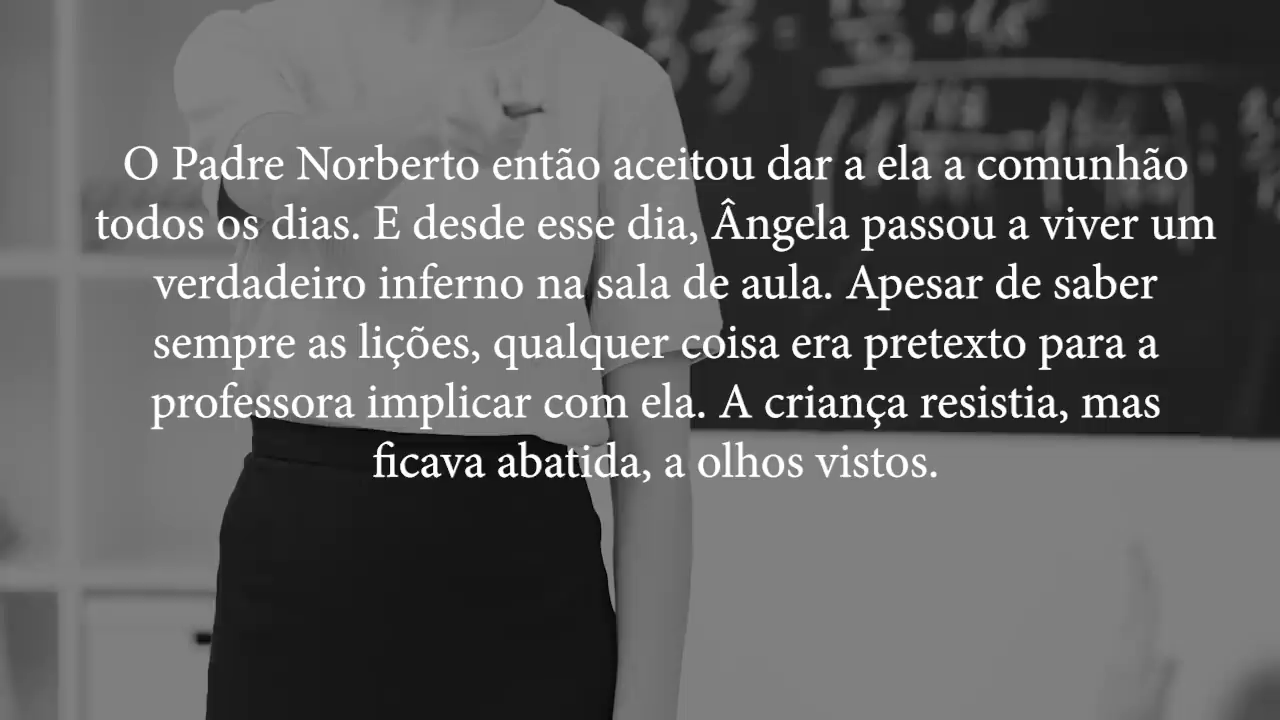 O Padre Norberto então aceitou dar a ela a comunhão
todos os dias. E desde esse dia, Ângela passou a viver um
verdadeiro inferno na sala de aula. Apesar de saber
sempre as lições, qualquer coisa era pretexto para a
professora implicar com ela. A criança resistia, mas
ficava abatida, a olhos vistos.